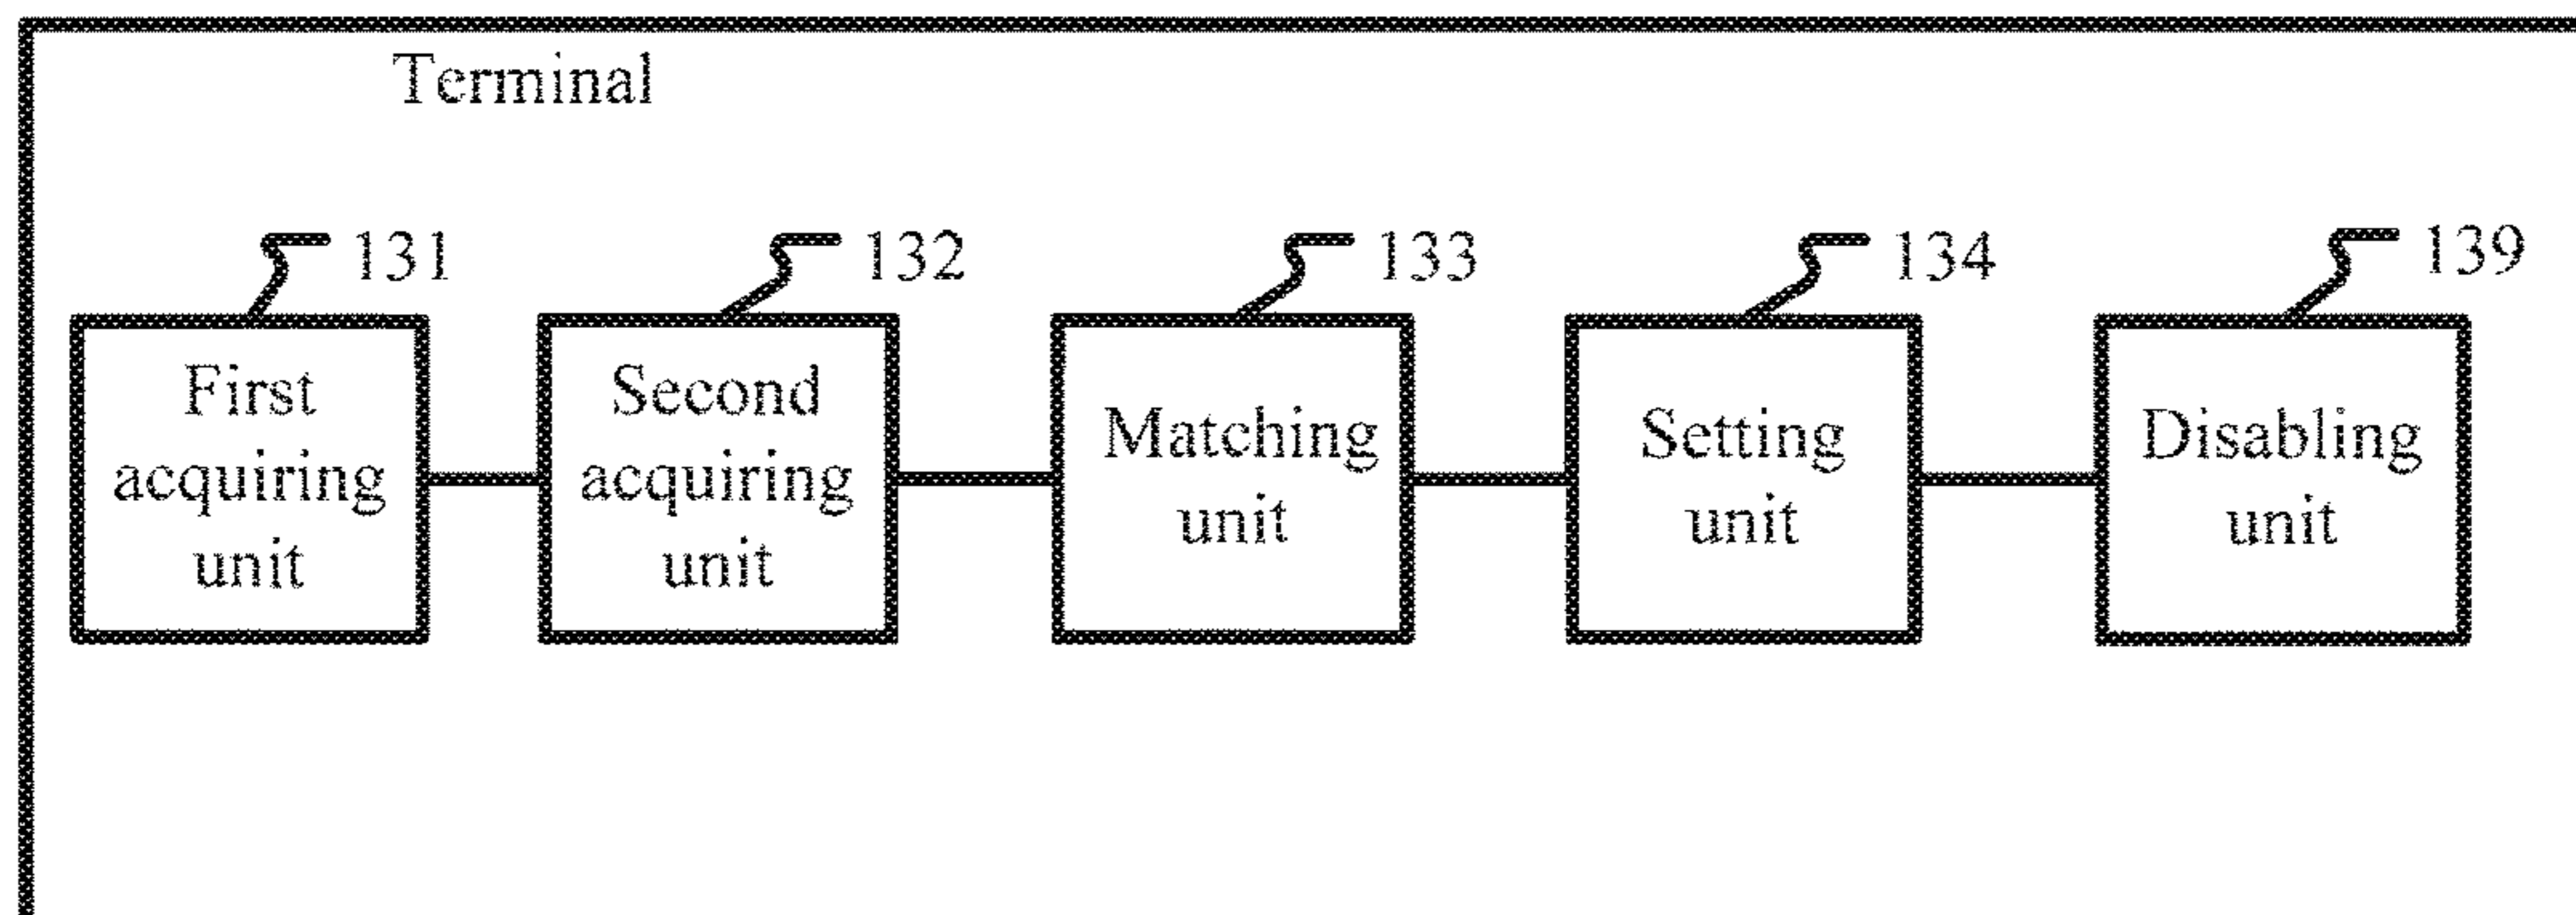 Terminal
131
132
133
134
139
First
acquiring
unit
Second
acquiring
unit
Matching
unit
Setting
unit
Disabling
unit